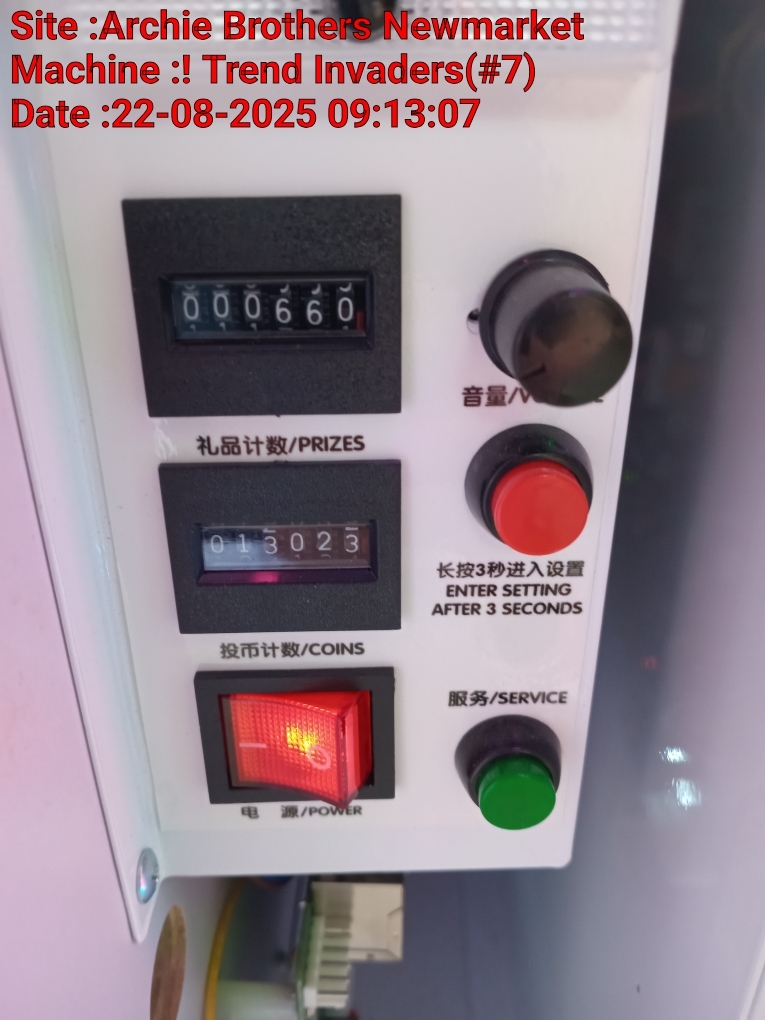 Site :Archie Brothers Newmarket
Machine :! Trend Invaders(#7)
Date :22-08-2025 09:13:07
000660
礼品计数/PRIZES
音量/
013023
投币计数/COINS
长按3秒进入设置
ENTER SETTING
AFTER 3 SECONDS
服务/SERVICE
电 源/POWER